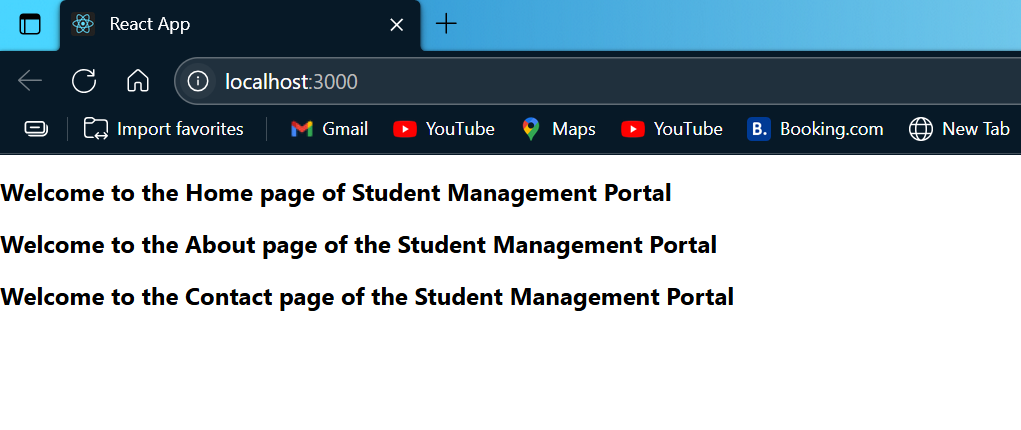 React App
localhost:3000
Import favorites Gmail YouTube Maps YouTube B. Booking.com New Tab
Welcome to the Home page of Student Management Portal
Welcome to the About page of the Student Management Portal
Welcome to the Contact page of the Student Management Portal